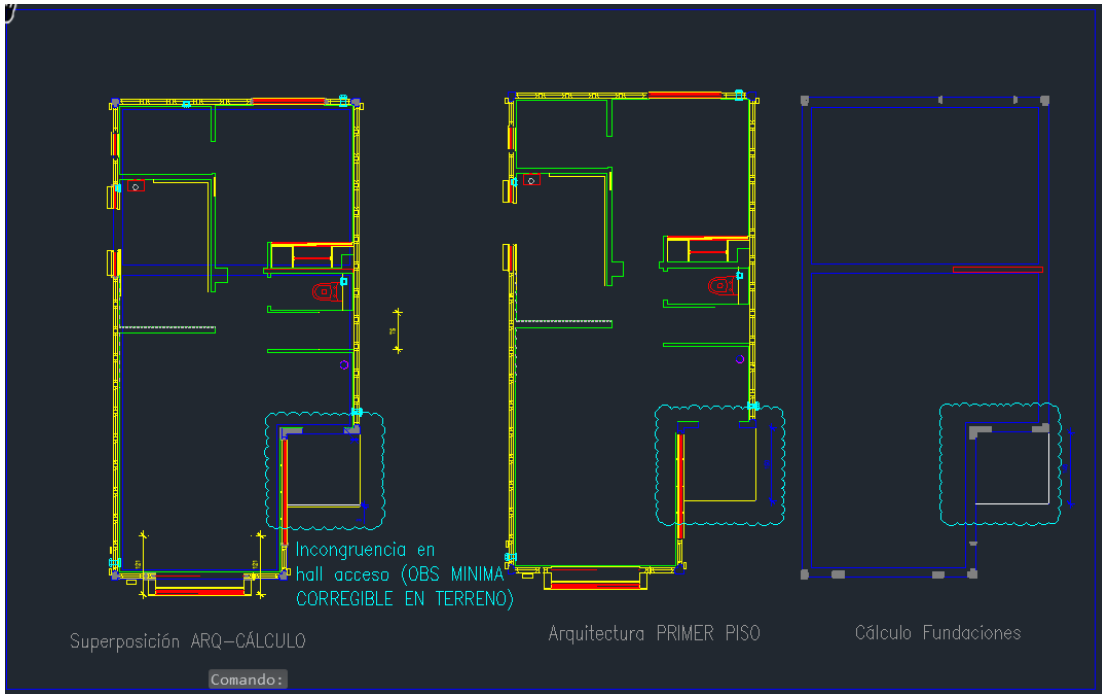 Incongruencia en
hall acceso (OBS MINIMA
CORREGIBLE EN TERRENO)
Superposición ARQ-CÁLCULO
Arquitectura PRIMER PISO
Cálculo Fundaciones
Comando: